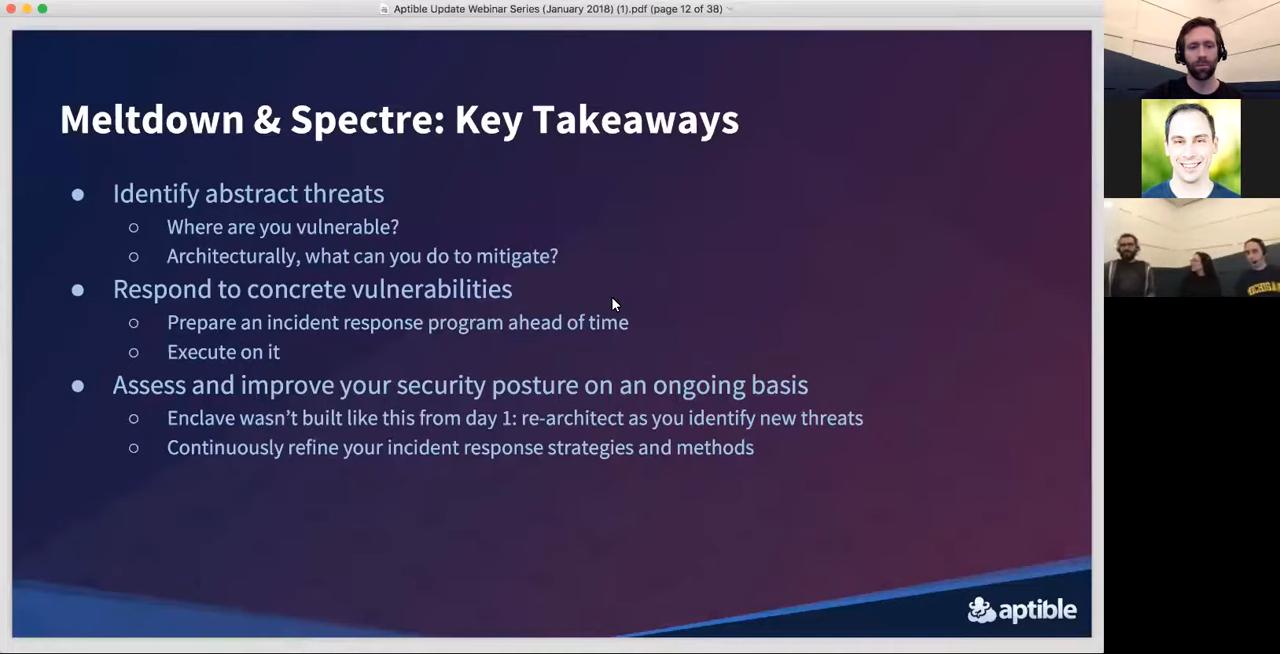 Aptible Update Webinar Series (January 2018) (1).pdf (page 12 of 38)
Meltdown & Spectre: Key Takeaways
● Identify abstract threats
○ Where are you vulnerable?
○ Architecturally, what can you do to mitigate?
● Respond to concrete vulnerabilities
○ Prepare an incident response program ahead of time
○ Execute on it
● Assess and improve your security posture on an ongoing basis
○ Enclave wasn’t built like this from day 1: re-architect as you identify new threats
○ Continuously refine your incident response strategies and methods
aptible